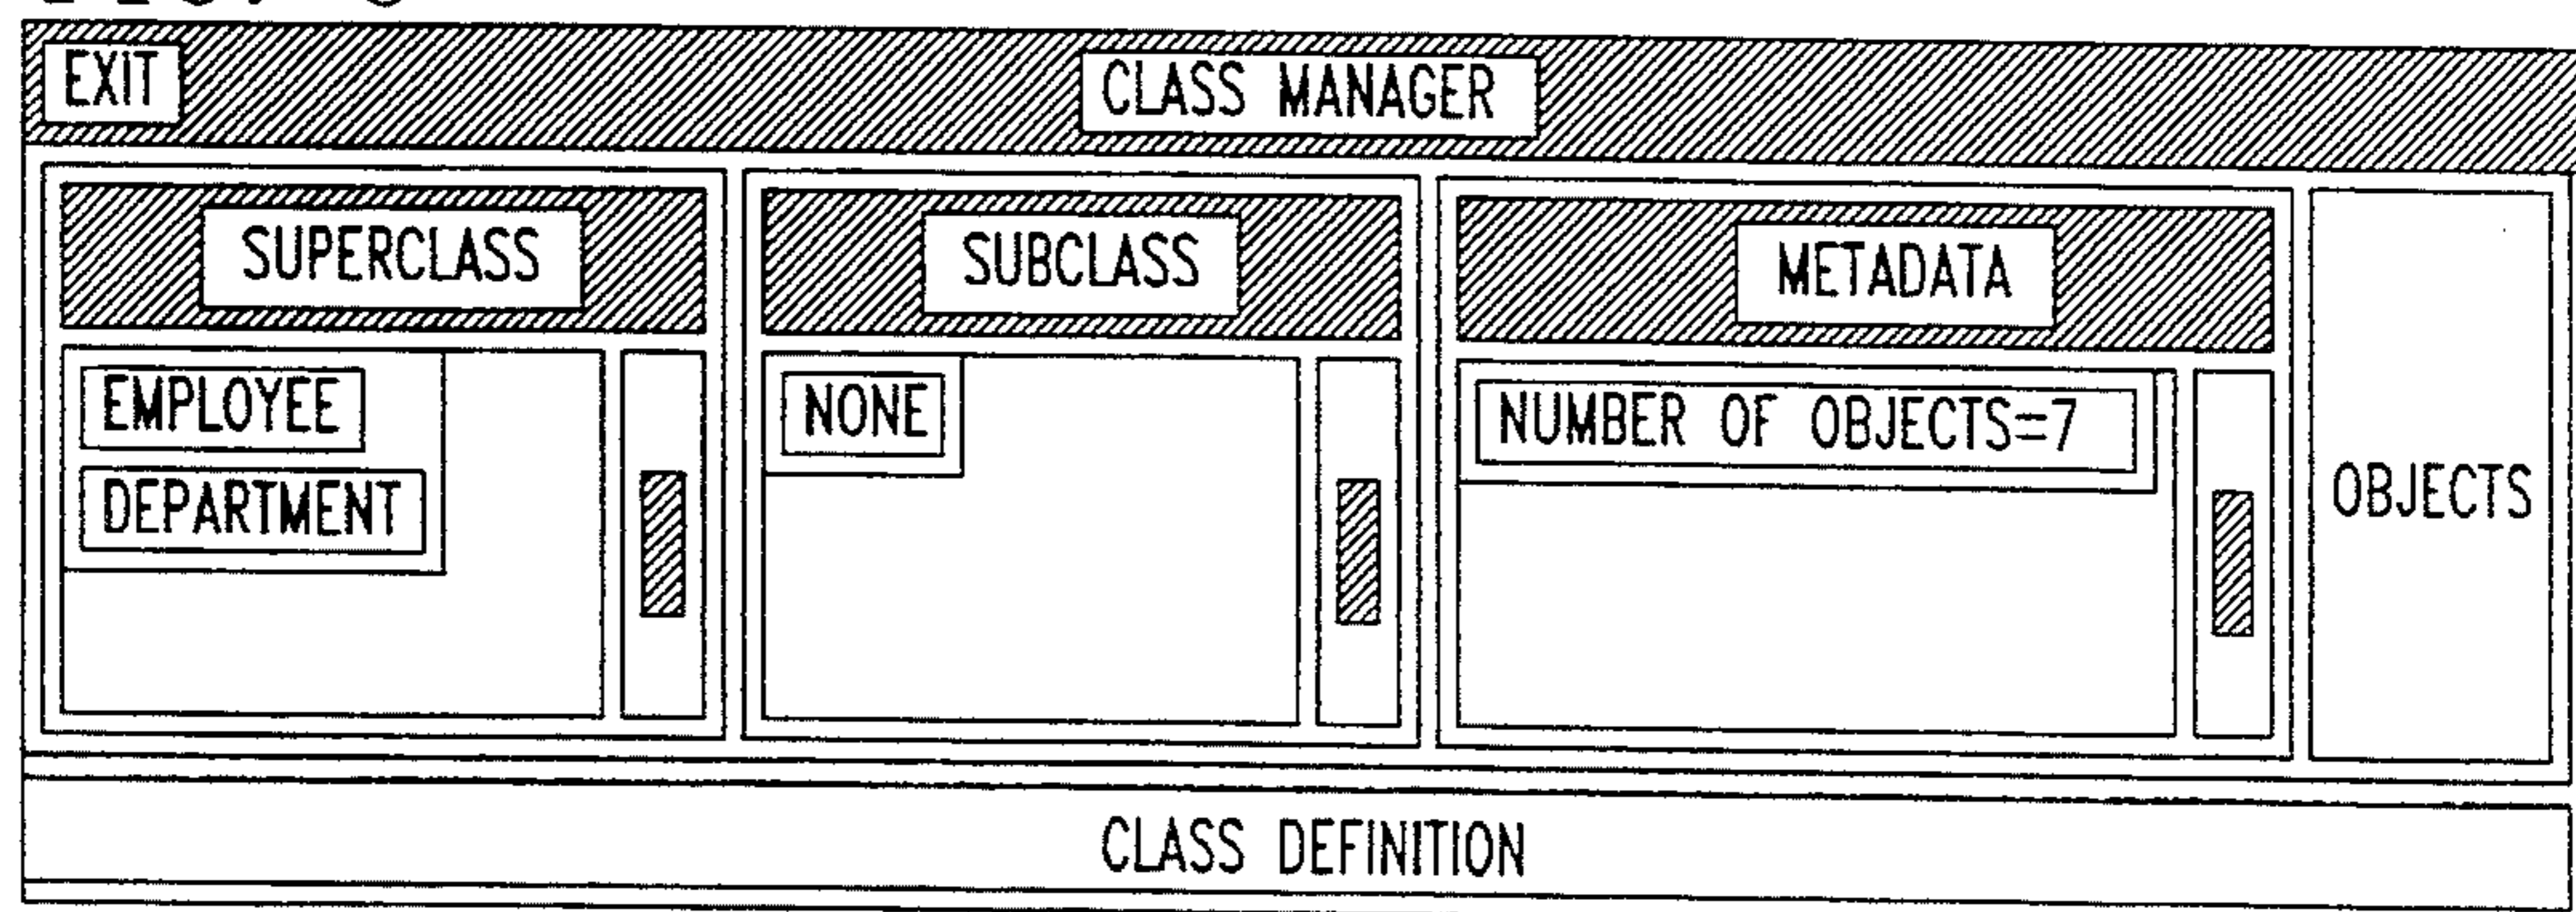 EXIT
CLASS MANAGER
SUPERCLASS
SUBCLASS
METADATA
EMPLOYEE
DEPARTMENT
NONE
NUMBER OF OBJECTS=7
OBJECTS
CLASS DEFINITION